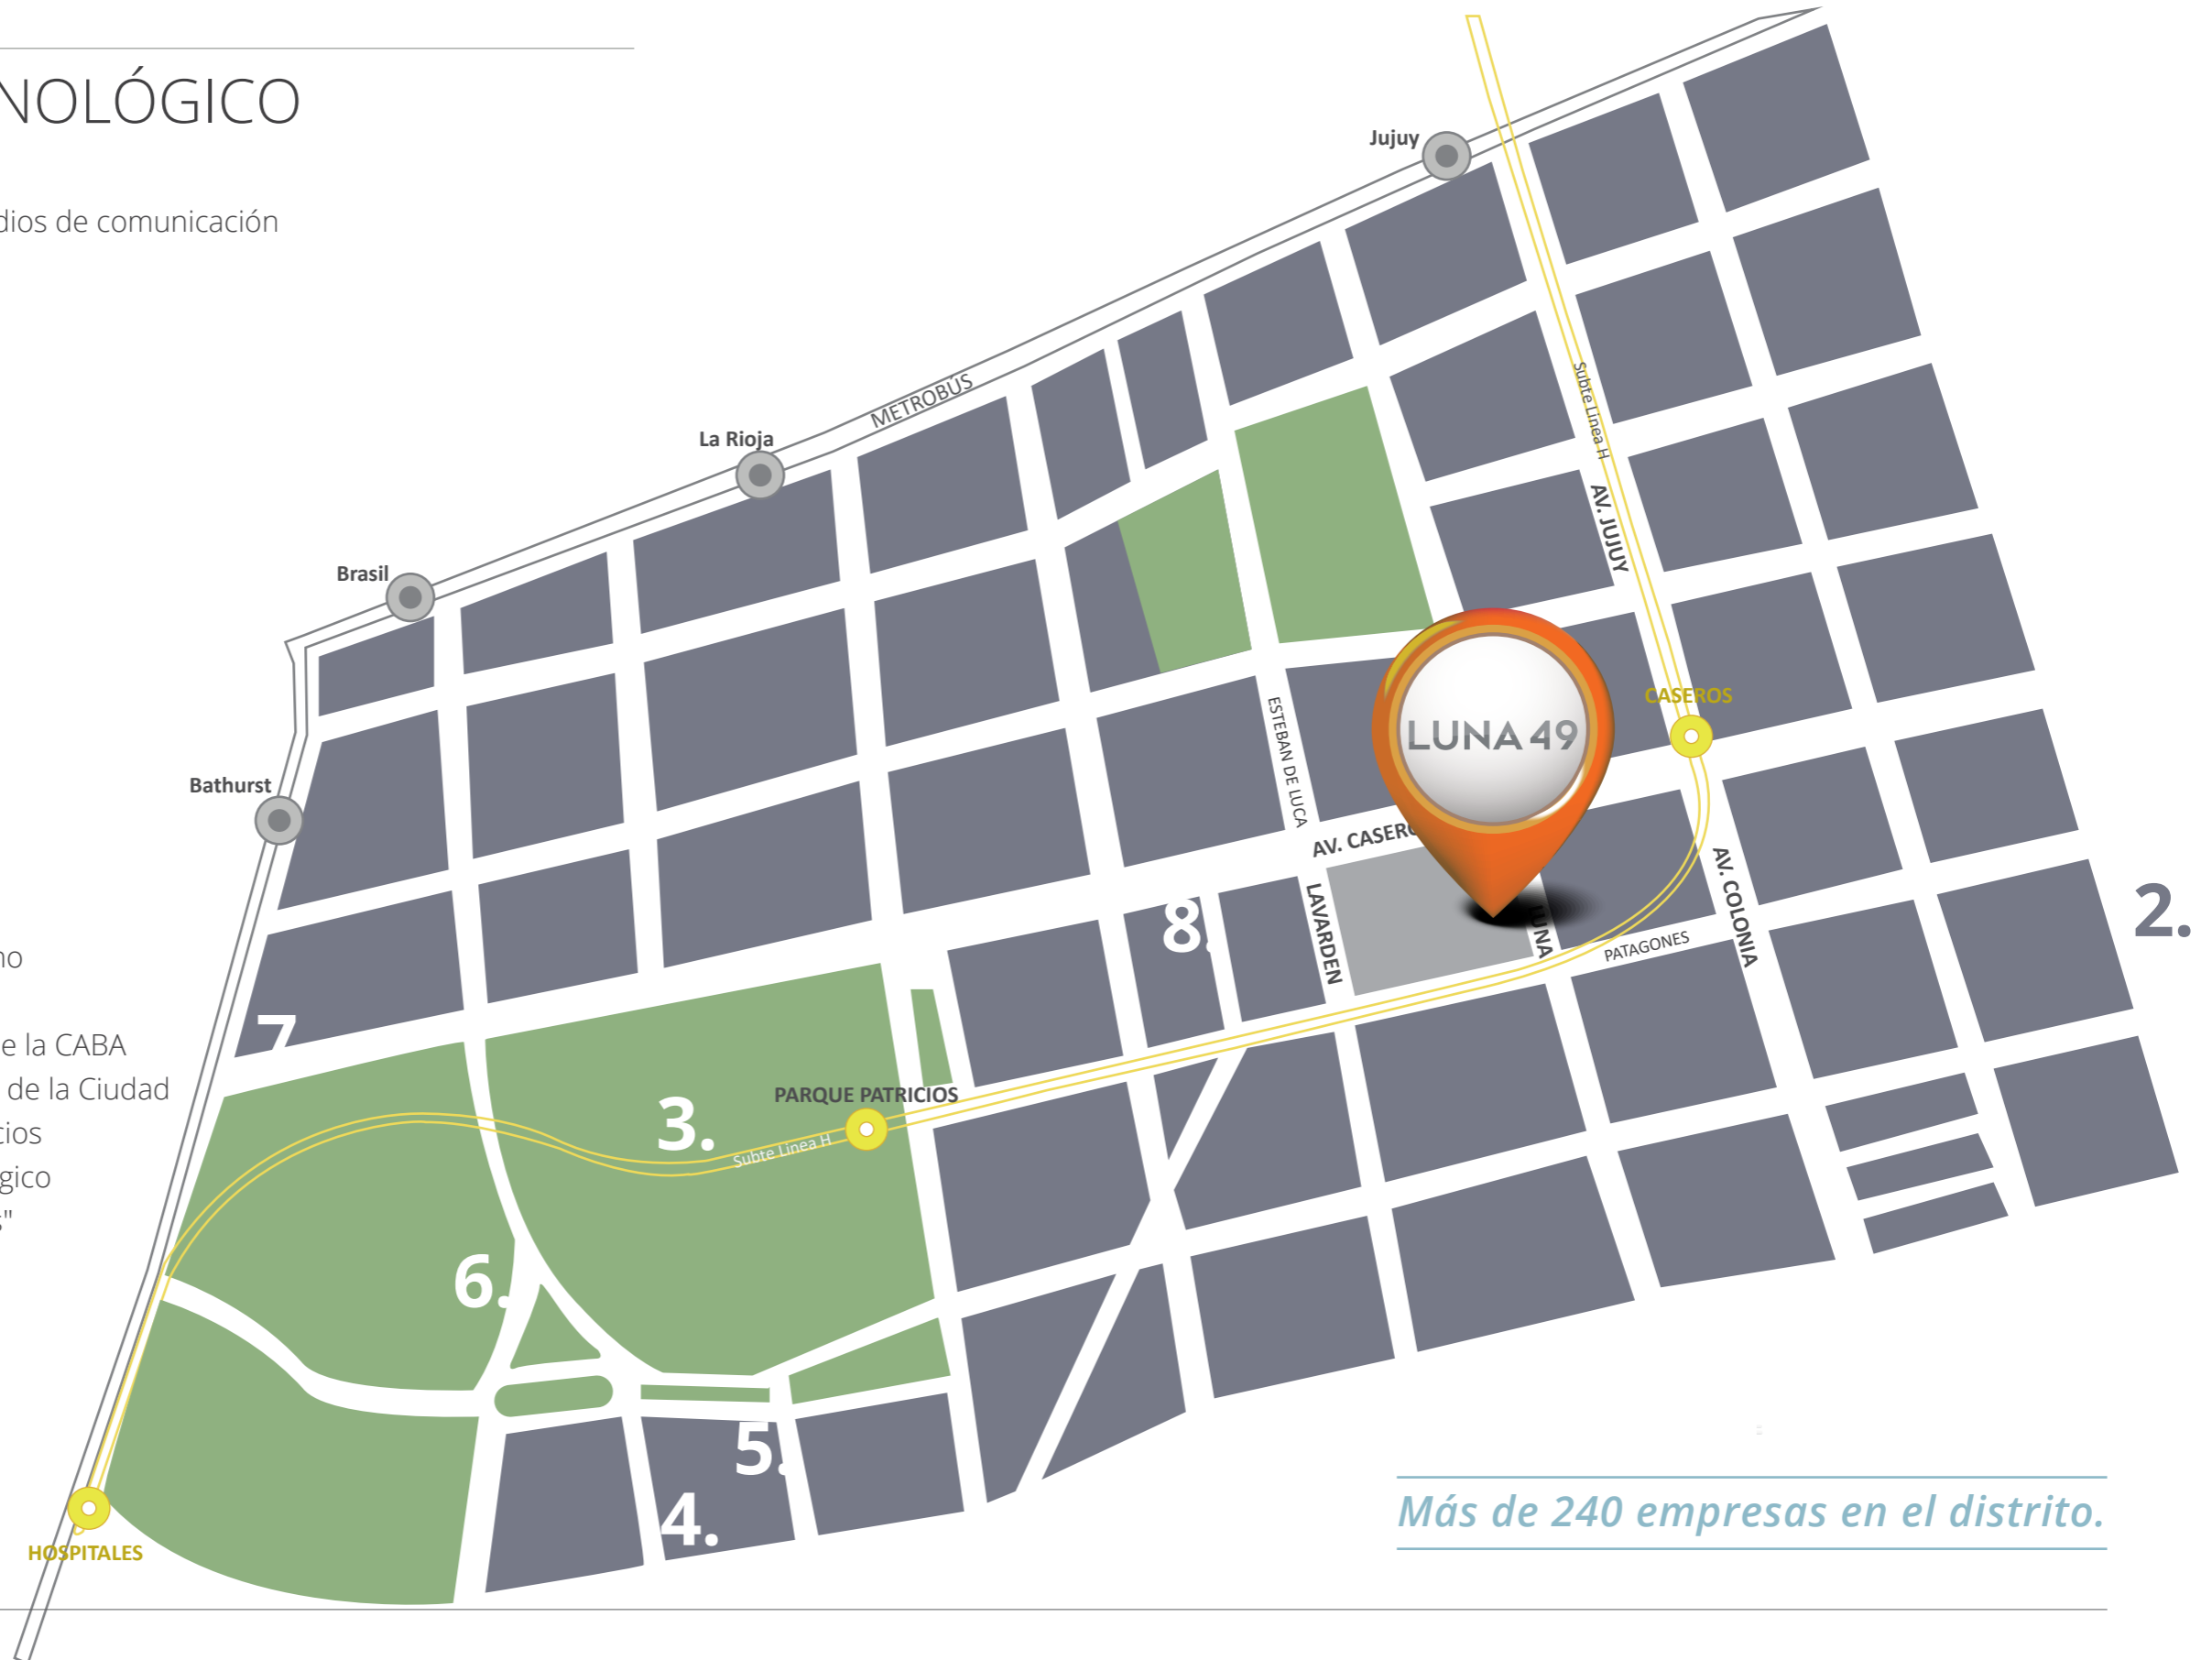 NOLÓGICO
dios de comunicación
Jujuy
METROBÚS
La Rioja
Subte Linea H
AV. JUJUY
Brasil
CASEROS
ESTEBAN DE LUCA
LUNA 49
Bathurst
AV. CASERO
AV. COLONIA
LAVARDEN
LUNA
PATAGONES
2.
8.
no
7
e la CABA
de la Ciudad
PARQUE PATRICIOS
3.
cios
Subte Linea H
gico
s"
6.
5.
4.
Más de 240 empresas en el distrito.
HOSPITALES